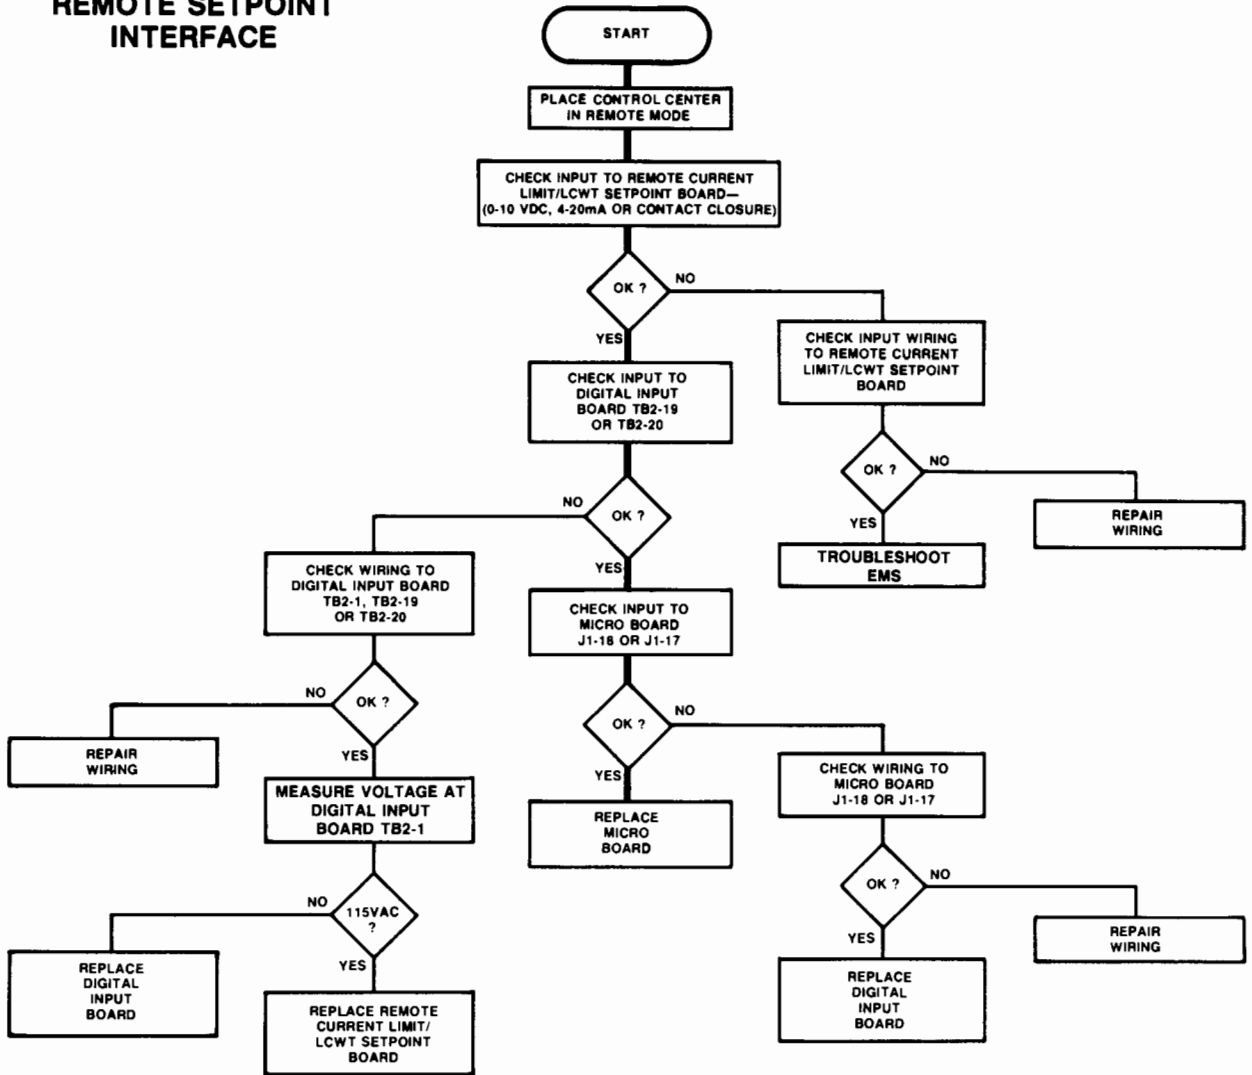 REMOTE SETPOINT
INTERFACE
START
PLACE CONTROL CENTER
IN REMOTE MODE
CHECK INPUT TO REMOTE CURRENT
LIMIT/LCWT SETPOINT BOARD—
(0-10 VDC, 4-20mA OR CONTACT CLOSURE)
OK ?
NO
YES
CHECK INPUT WIRING
TO REMOTE CURRENT
LIMIT/LCWT SETPOINT
BOARD
CHECK INPUT TO
DIGITAL INPUT
BOARD TB2-19
OR TB2-20
OK ?
NO
YES
REPAIR
WIRING
TROUBLESHOOT
EMS
NO
OK ?
YES
CHECK WIRING TO
DIGITAL INPUT BOARD
TB2-1, TB2-19
OR TB2-20
CHECK INPUT TO
MICRO BOARD
J1-18 OR J1-17
NO
OK ?
YES
REPAIR
WIRING
OK ?
NO
YES
CHECK WIRING TO
MICRO BOARD
J1-18 OR J1-17
MEASURE VOLTAGE AT
DIGITAL INPUT
BOARD TB2-1
REPLACE
MICRO
BOARD
OK ?
NO
YES
REPAIR
WIRING
NO
115VAC
?
YES
REPLACE
DIGITAL
INPUT
BOARD
REPLACE REMOTE
CURRENT LIMIT/
LCWT SETPOINT
BOARD
REPLACE
DIGITAL
INPUT
BOARD